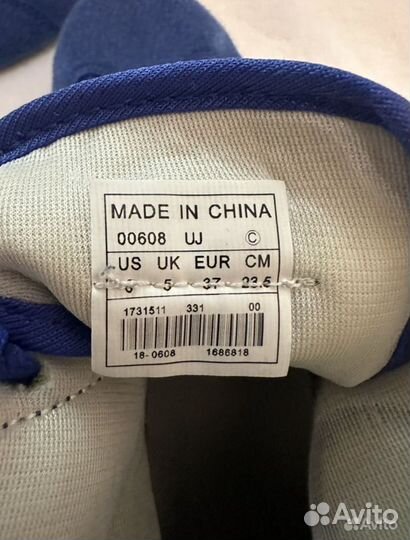 MADE IN CHINA
00608 UJ ©
US UK EUR CM
5 37 23.5
1731511 331 00
18-0608 1686818
Avito
Avito